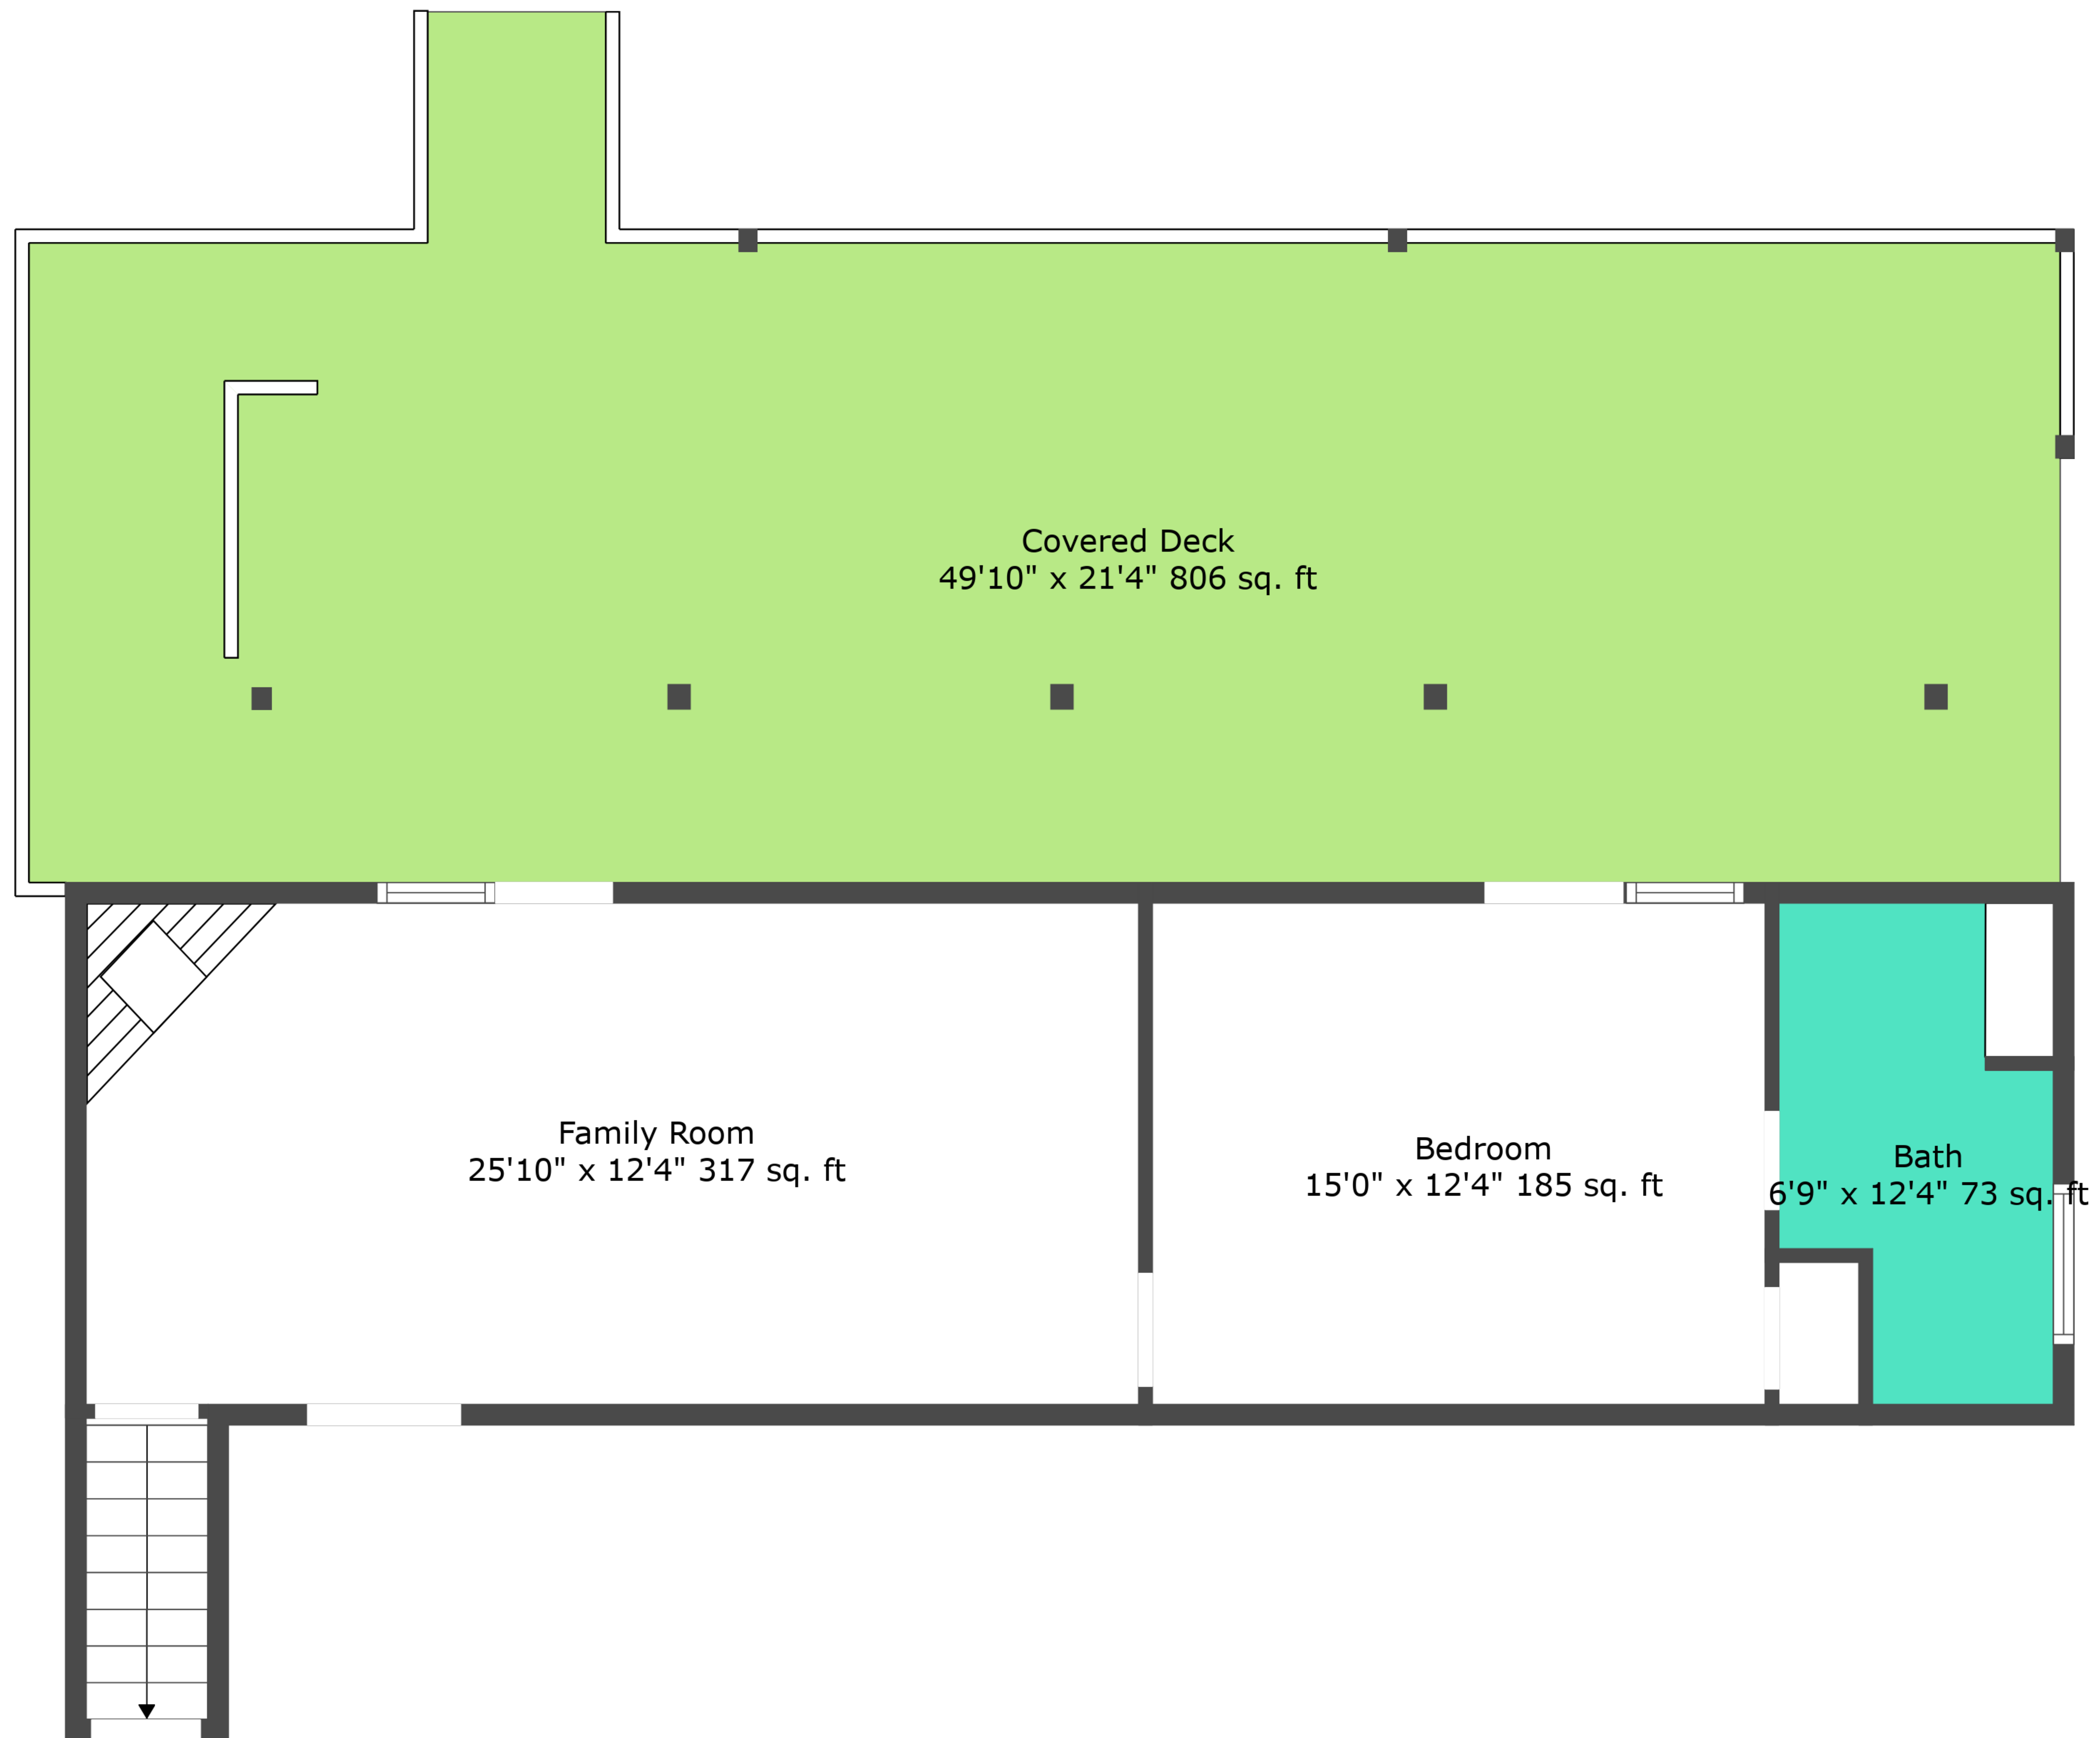 Covered Deck
49'10" x 21'4" 806 sq. ft
Family Room
25'10" x 12'4" 317 sq. ft
Bedroom
15'0" x 12'4" 185 sq. ft
Bath
6'9" x 12'4" 73 sq. ft